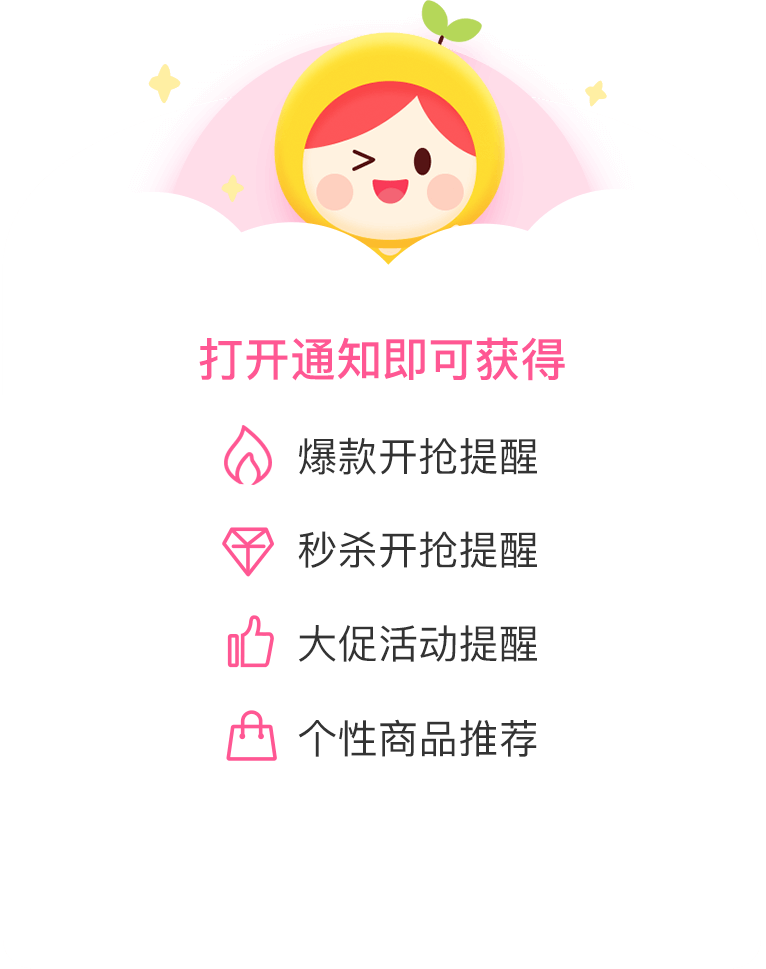 打开通知即可获得
爆款开抢提醒
秒杀开抢提醒
大促活动提醒
个性商品推荐